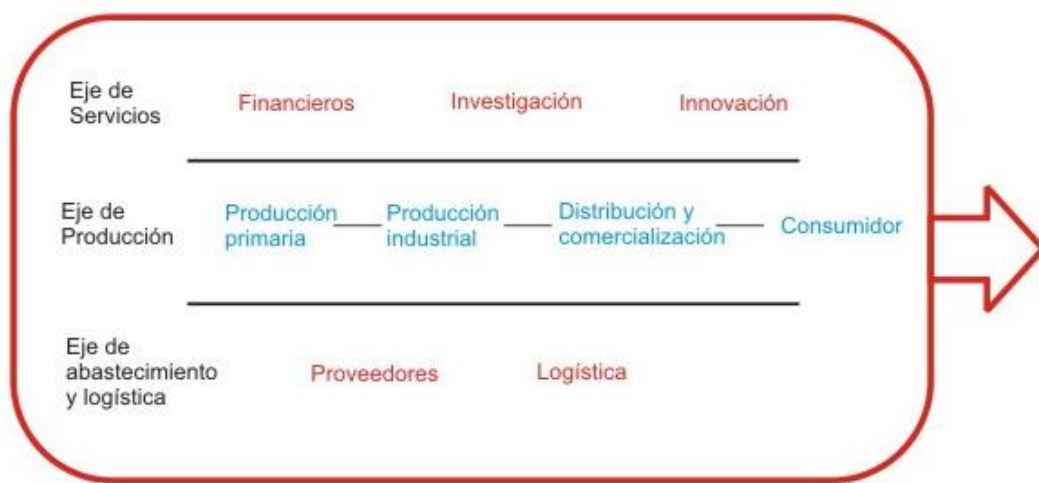 Eje de
Servicios
Financieros
Investigación
Innovación
Eje de
Producción
Producción
primaria
Producción
industrial
Distribución y
comercialización
Consumidor
Eje de
abastecimiento
y logística
Proveedores
Logística